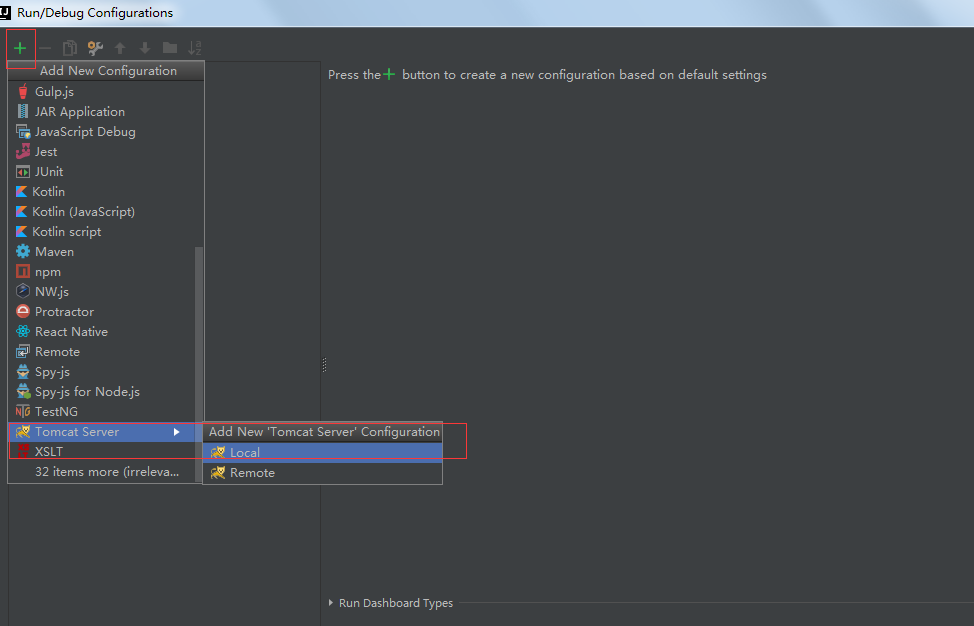 Run/Debug Configurations
Add New Configuration
Press the + button to create a new configuration based on default settings
Gulp.js
JAR Application
JavaScript Debug
Jest
JUnit
Kotlin
Kotlin (JavaScript)
Kotlin script
Maven
npm
NW.js
Protractor
React Native
Remote
Spy-js
Spy-js for Node.js
TestNG
Tomcat Server
XSLT
32 items more (irreleva...
Add New 'Tomcat Server' Configuration
Local
Remote
Run Dashboard Types